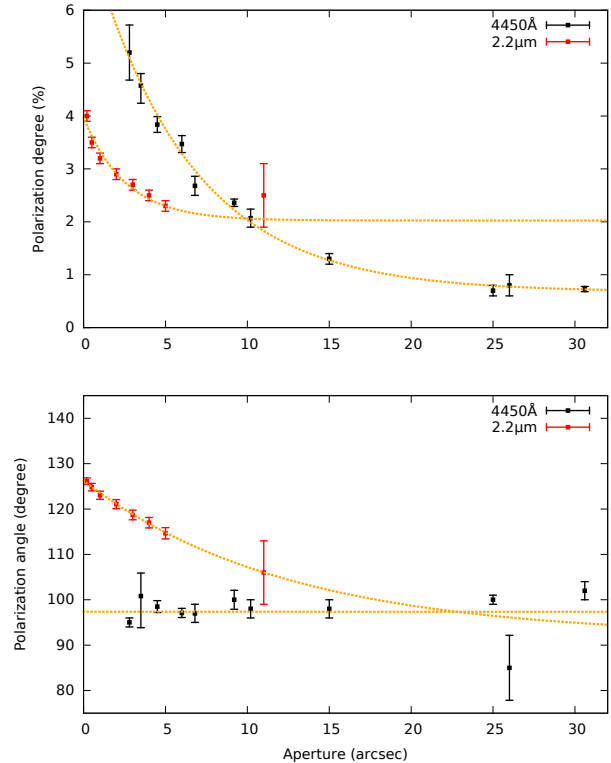 6
5
4
3
2
1
0
Polarization degree (%)
4450Å
2.2μm
0 5 10 15 20 25 30
140
130
120
110
100
90
80
Polarization angle (degree)
4450Å
2.2μm
0 5 10 15 20 25 30
Aperture (arcsec)